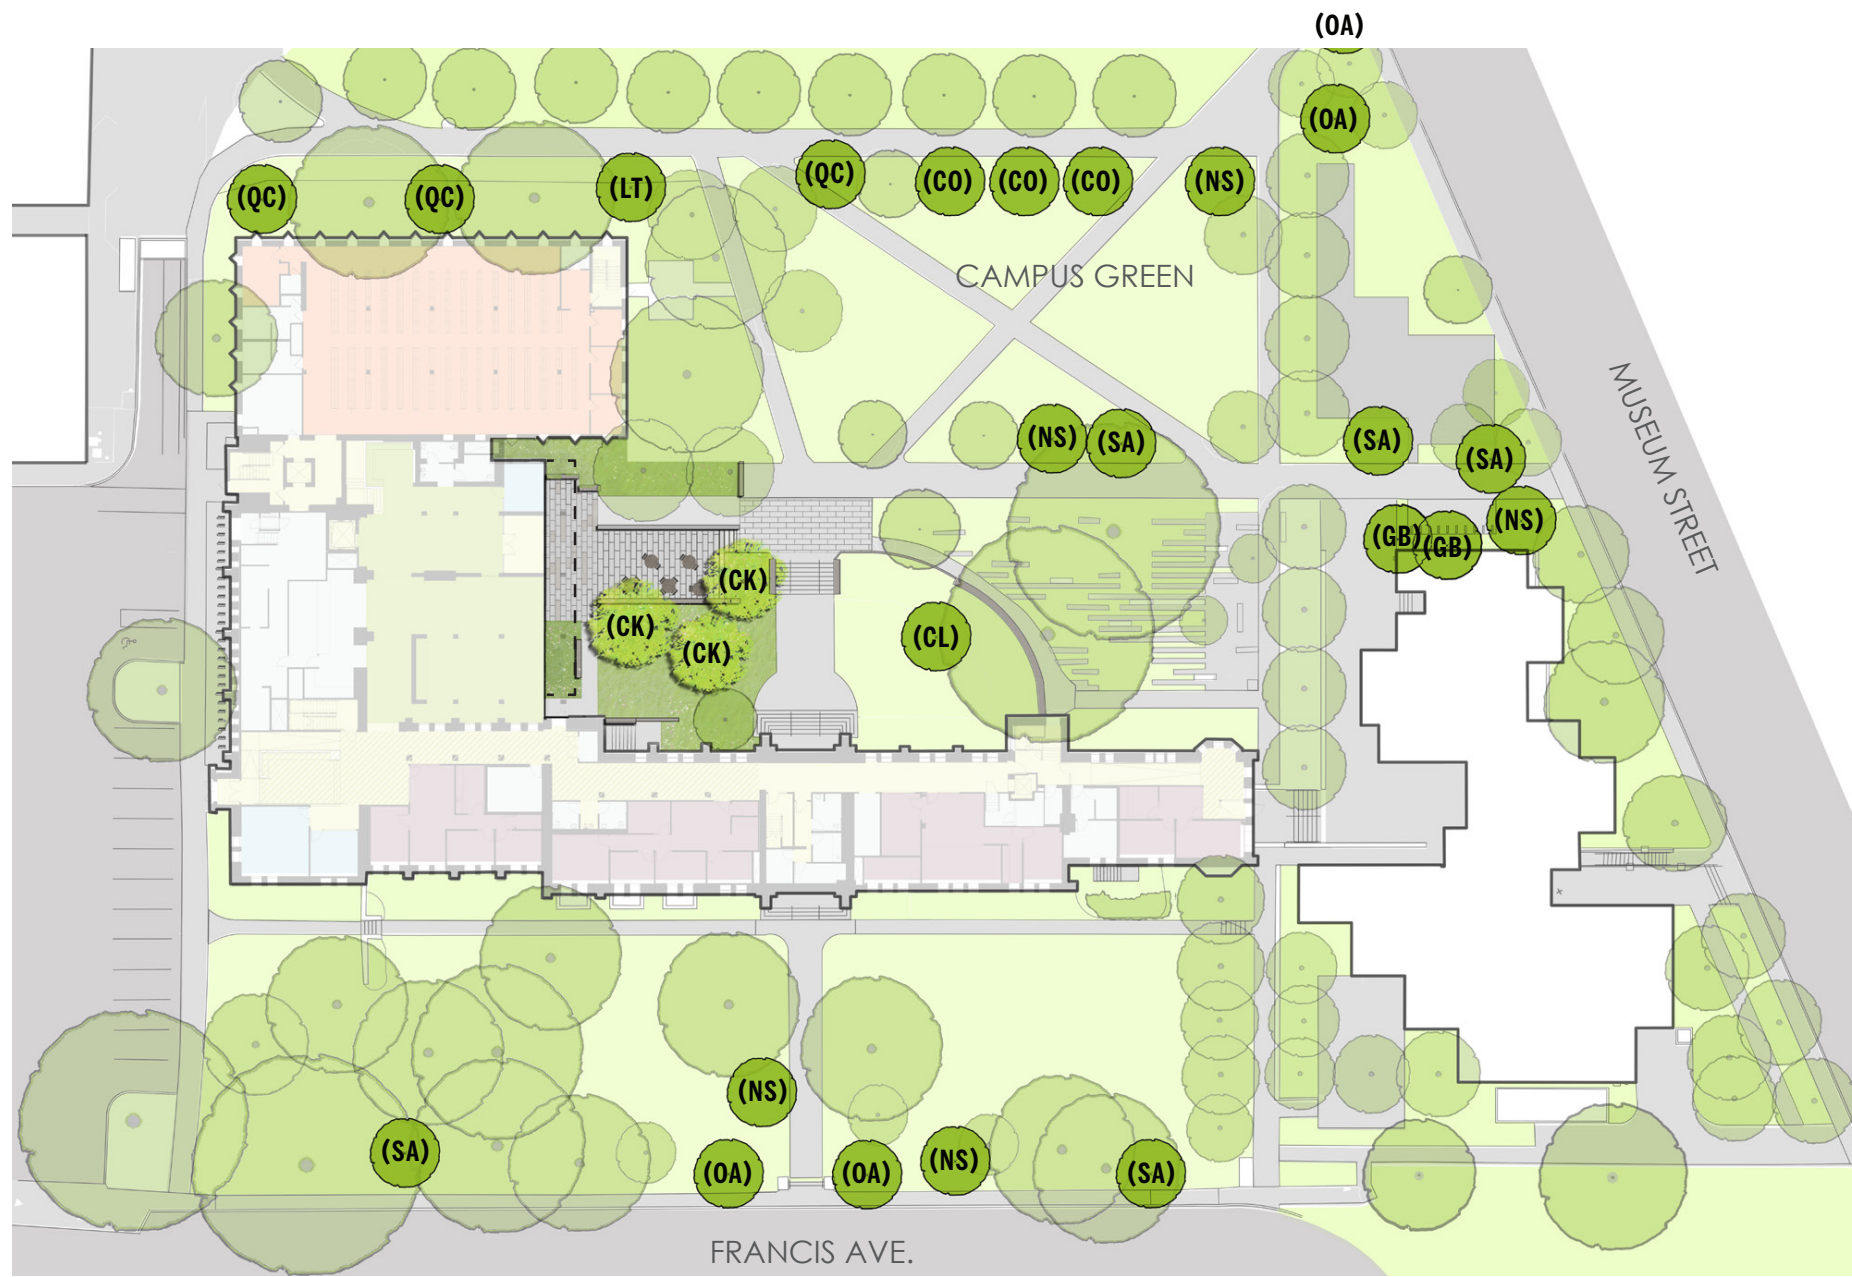 (OA)
(OA)
(QC)
(QC)
(LT)
(QC)
(CO)
(CO)
(CO)
(NS)
CAMPUS GREEN
MUSEUM STREET
(NS)
(SA)
(SA)
(SA)
(NS)
(GB)
(GB)
(CK)
(CK)
(CK)
(CL)
(NS)
(SA)
(OA)
(OA)
(NS)
(SA)
FRANCIS AVE.